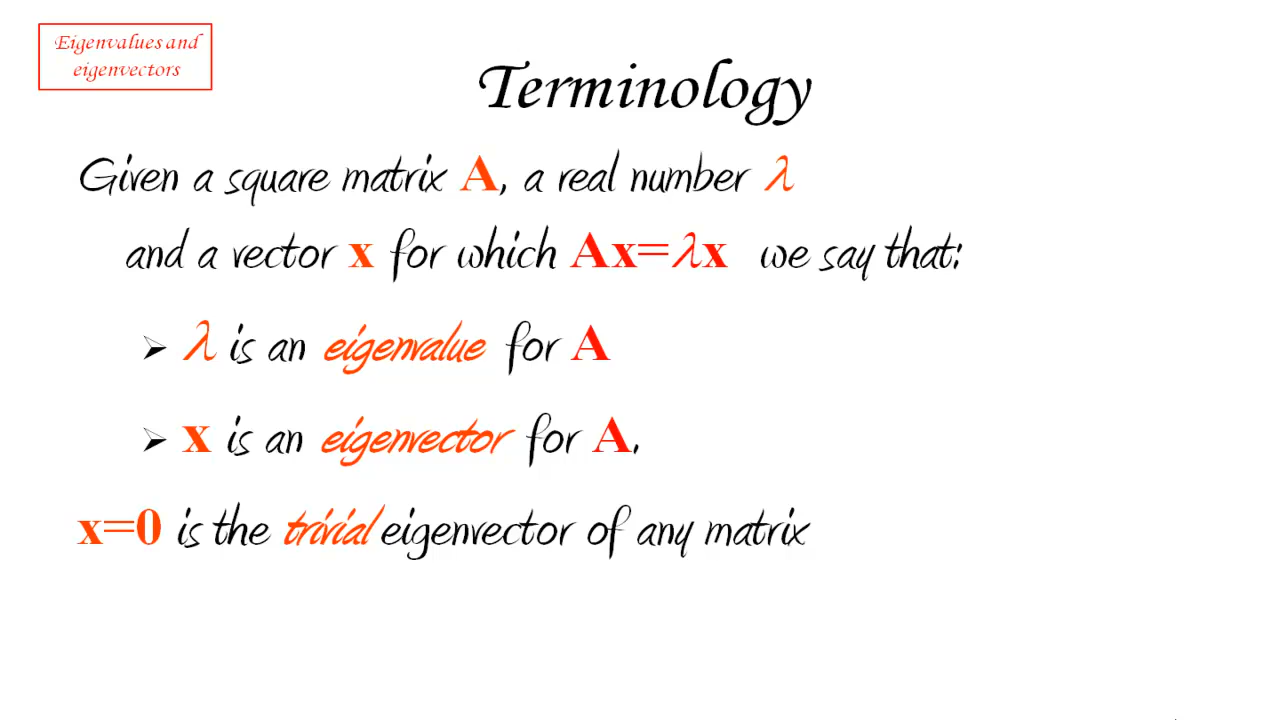 Eigenvalues and
eigenvectors
Terminology
Given a square matrix A, a real number λ
and a vector x for which Ax=λx we say that:
➢ λ is an eigenvalue for A
➢ x is an eigenvector for A.
x=0 is the trivial eigenvector of any matrix